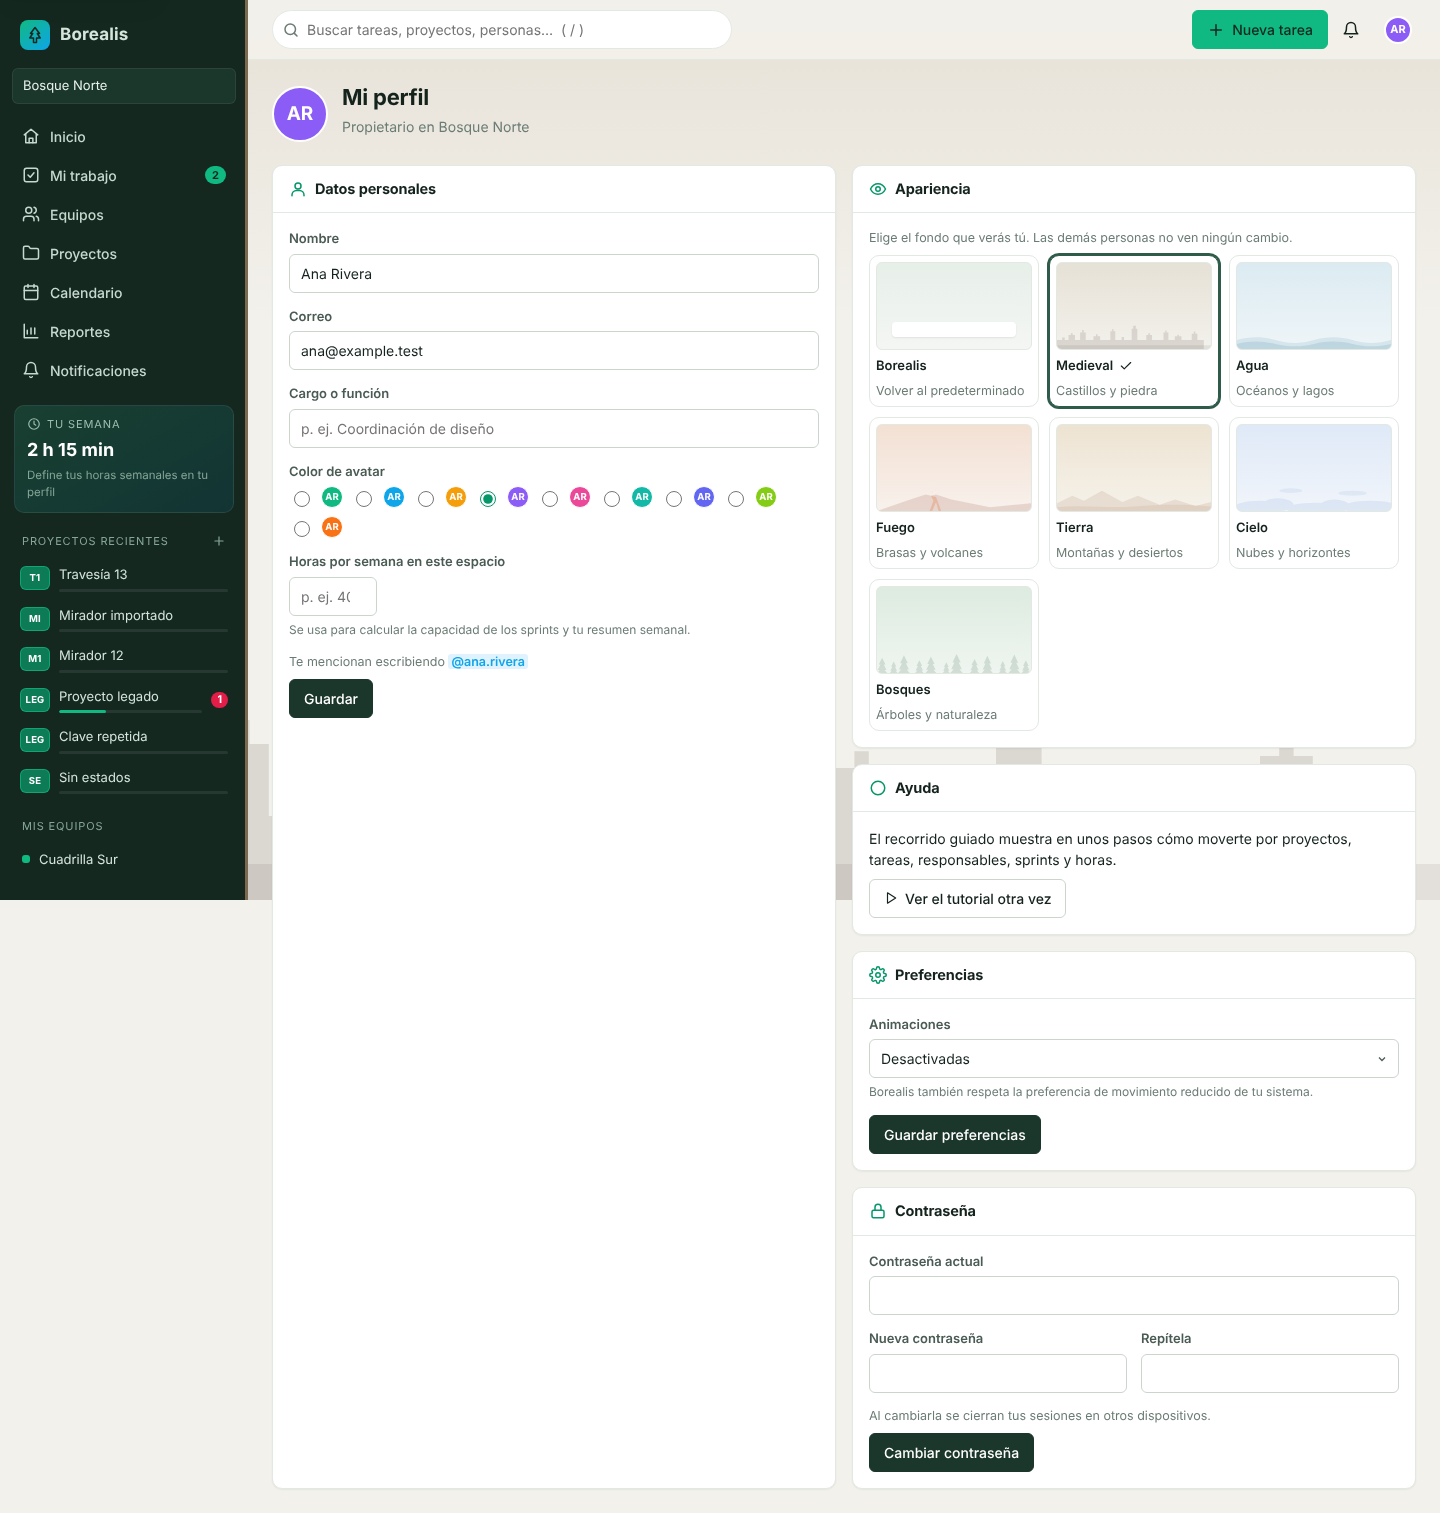 Borealis
Bosque Norte
Inicio
Mi trabajo 2
Equipos
Proyectos
Calendario
Reportes
Notificaciones
TU SEMANA
2 h 15 min
Define tus horas semanales en tu
perfil
PROYECTOS RECIENTES
T1 Travesía 13
MI Mirador importado
M1 Mirador 12
LEG Proyecto legado 1
LEG Clave repetida
SE Sin estados
MIS EQUIPOS
Cuadrilla Sur
Buscar tareas, proyectos, personas... ( / )
Nueva tarea
AR
AR
Mi perfil
Propietario en Bosque Norte
Datos personales
Nombre
Ana Rivera
Correo
ana@example.test
Cargo o función
p. ej. Coordinación de diseño
Color de avatar
AR AR AR AR AR AR AR AR
AR
Horas por semana en este espacio
p. ej. 40
Se usa para calcular la capacidad de los sprints y tu resumen semanal.
Te mencionan escribiendo @ana.rivera
Guardar
Apariencia
Elige el fondo que verás tú. Las demás personas no ven ningún cambio.
Borealis
Volver al predeterminado
Medieval
Castillos y piedra
Agua
Océanos y lagos
Fuego
Brasas y volcanes
Tierra
Montañas y desiertos
Cielo
Nubes y horizontes
Bosques
Árboles y naturaleza
Ayuda
El recorrido guiado muestra en unos pasos cómo moverte por proyectos,
tareas, responsables, sprints y horas.
Ver el tutorial otra vez
Preferencias
Animaciones
Desactivadas
Borealis también respeta la preferencia de movimiento reducido de tu sistema.
Guardar preferencias
Contraseña
Contraseña actual
Nueva contraseña
Repítela
Al cambiarla se cierran tus sesiones en otros dispositivos.
Cambiar contraseña